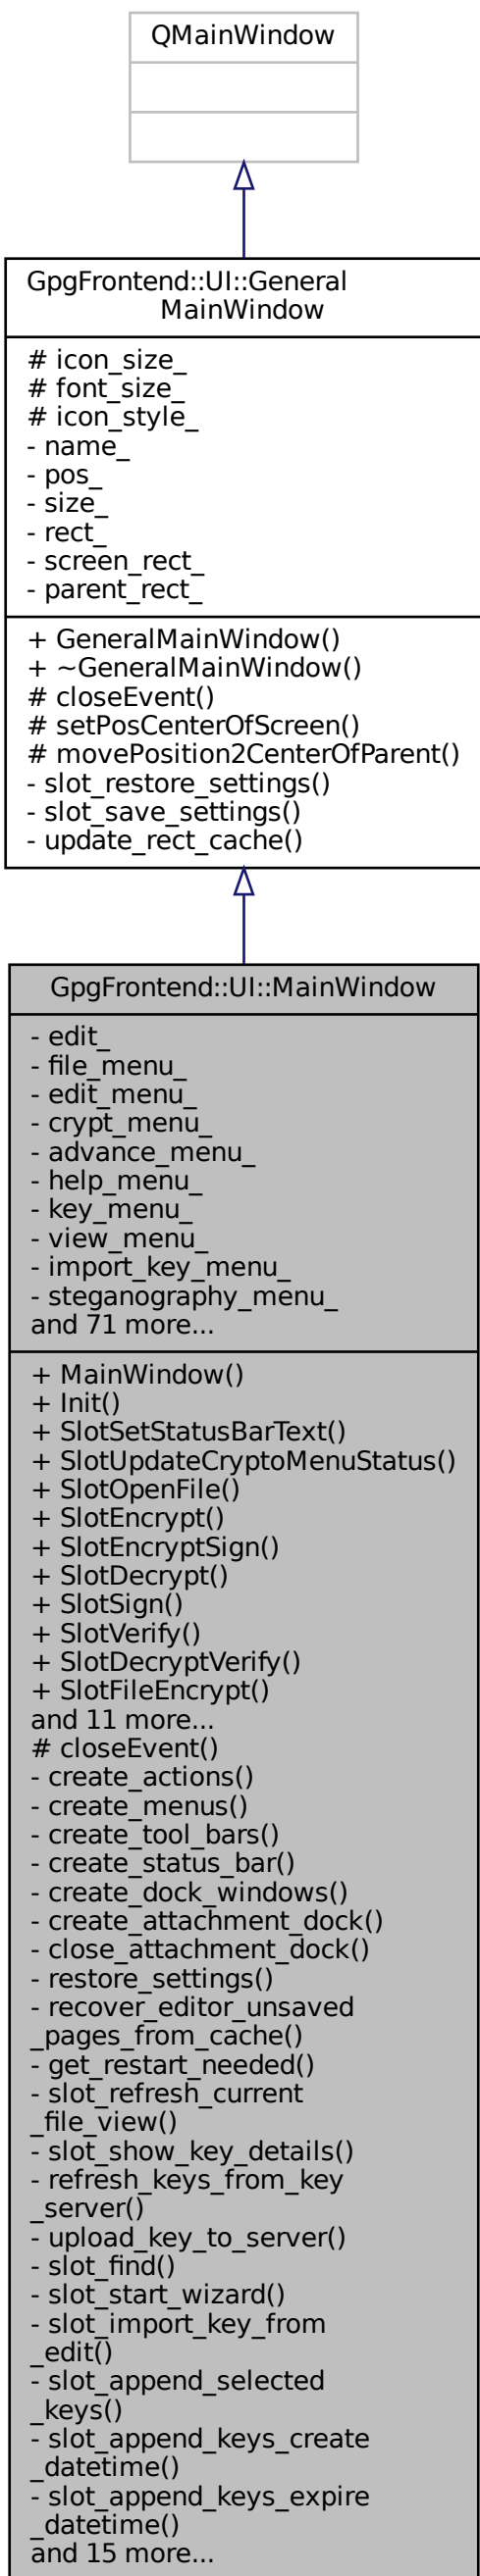 QMainWindow
GpgFrontend::UI::General
MainWindow
# icon_size_
# font_size_
# icon_style_
- name_
- pos_
- size_
- rect_
- screen_rect_
- parent_rect_
+ GeneralMainWindow()
+ ~GeneralMainWindow()
# closeEvent()
# setPosCenterOfScreen()
# movePosition2CenterOfParent()
- slot_restore_settings()
- slot_save_settings()
- update_rect_cache()
GpgFrontend::UI::MainWindow
- edit_
- file_menu_
- edit_menu_
- crypt_menu_
- advance_menu_
- help_menu_
- key_menu_
- view_menu_
- import_key_menu_
- steganography_menu_
and 71 more...
+ MainWindow()
+ Init()
+ SlotSetStatusBarText()
+ SlotUpdateCryptoMenuStatus()
+ SlotOpenFile()
+ SlotEncrypt()
+ SlotEncryptSign()
+ SlotDecrypt()
+ SlotSign()
+ SlotVerify()
+ SlotDecryptVerify()
+ SlotFileEncrypt()
and 11 more...
# closeEvent()
- create_actions()
- create_menus()
- create_tool_bars()
- create_status_bar()
- create_dock_windows()
- create_attachment_dock()
- close_attachment_dock()
- restore_settings()
- recover_editor_unsaved
_pages_from_cache()
- get_restart_needed()
- slot_refresh_current
_file_view()
- slot_show_key_details()
- refresh_keys_from_key
_server()
- upload_key_to_server()
- slot_find()
- slot_start_wizard()
- slot_import_key_from
_edit()
- slot_append_selected
_keys()
- slot_append_keys_create
_datetime()
- slot_append_keys_expire
_datetime()
and 15 more...